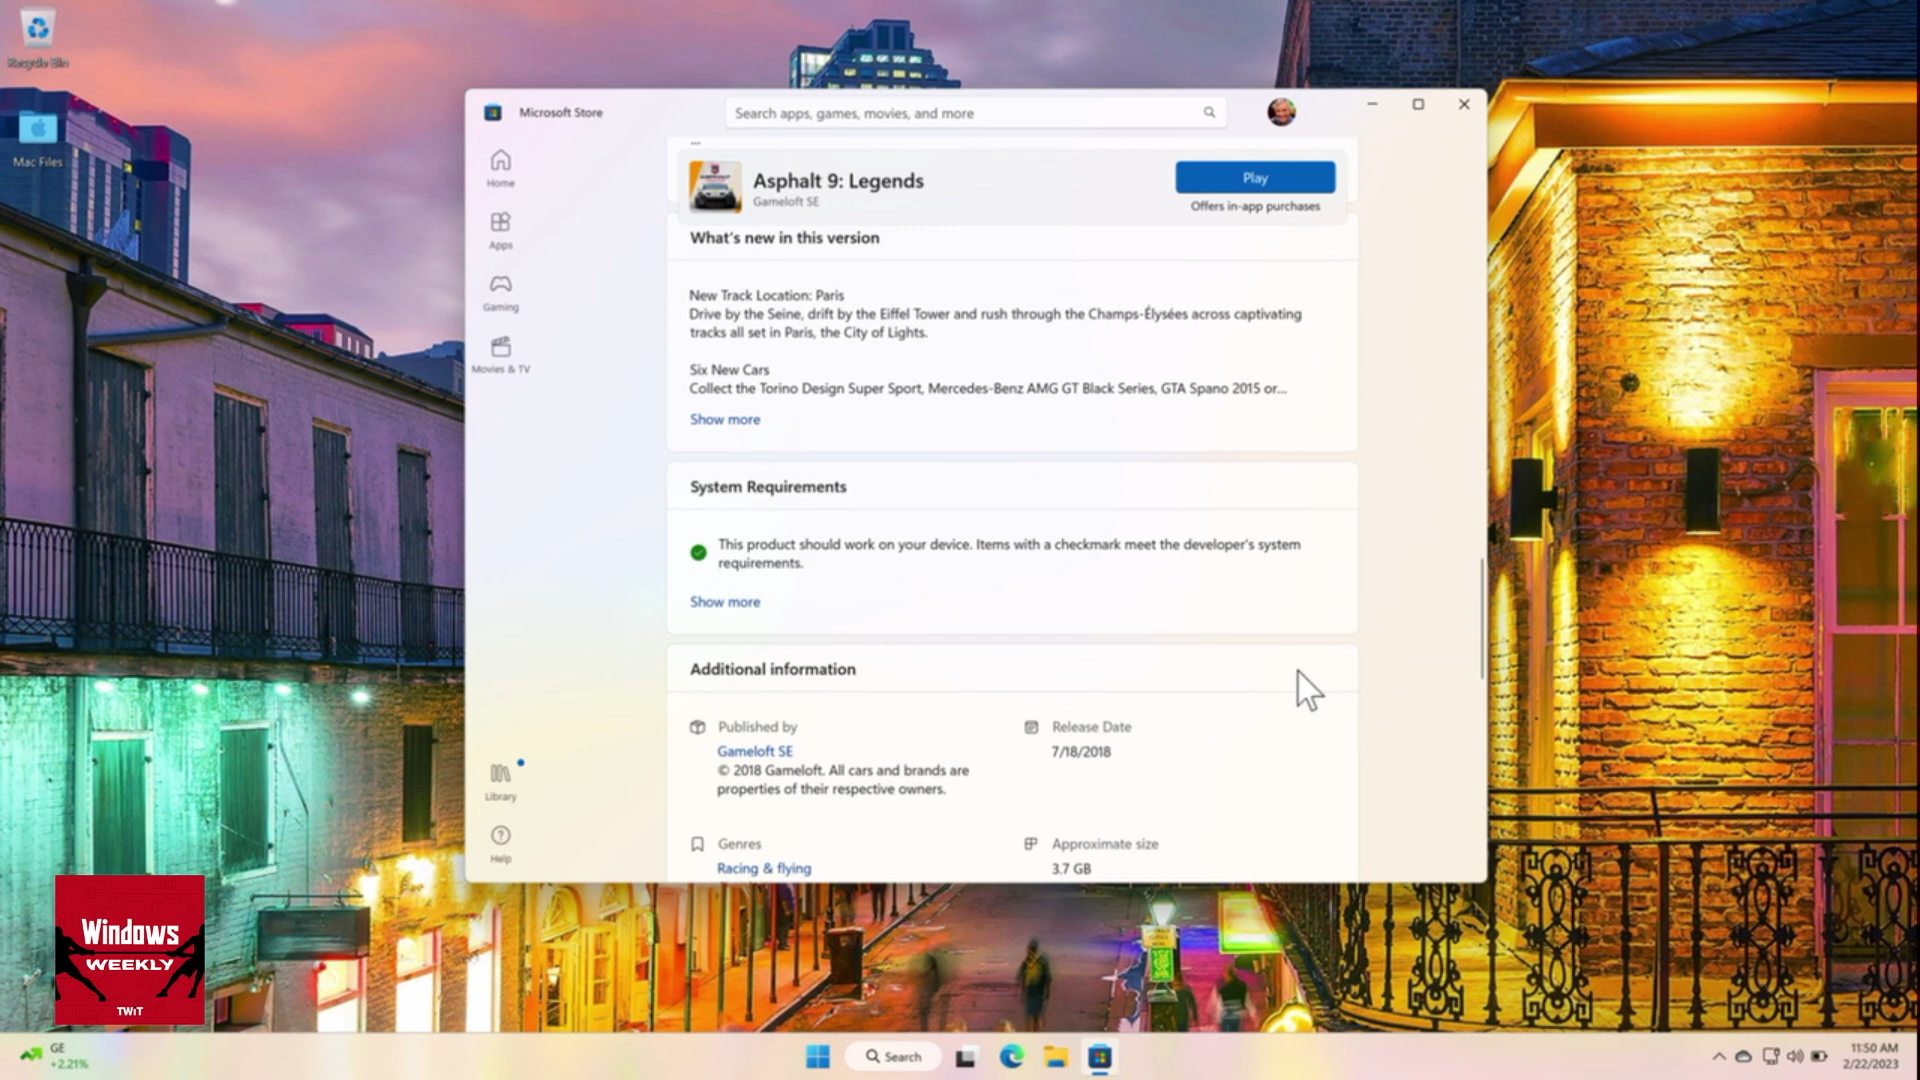 Recycle Bin
Mac Files
Microsoft Store
Search apps, games, movies, and more
Home
Apps
Gaming
Movies & TV
Library
Help
...
Asphalt 9: Legends
Gameloft SE
Play
Offers in-app purchases
What's new in this version
New Track Location: Paris
Drive by the Seine, drift by the Eiffel Tower and rush through the Champs-Élysées across captivating
tracks all set in Paris, the City of Lights.
Six New Cars
Collect the Torino Design Super Sport, Mercedes-Benz AMG GT Black Series, GTA Spano 2015 or...
Show more
System Requirements
This product should work on your device. Items with a checkmark meet the developer's system
requirements.
Show more
Additional information
Published by
Gameloft SE
© 2018 Gameloft. All cars and brands are
properties of their respective owners.
Release Date
7/18/2018
Genres
Racing & flying
Approximate size
3.7 GB
Windows
WEEKLY
TWiT
GE
+2.21%
Search
11:50 AM
2/22/2023